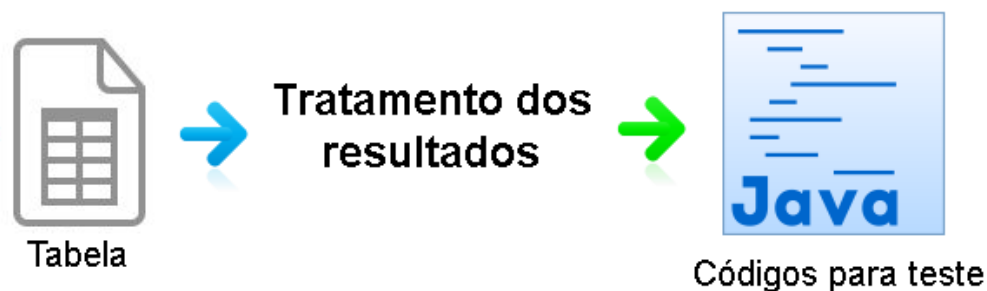 Tratamento dos
resultados
Java
Tabela
Códigos para teste